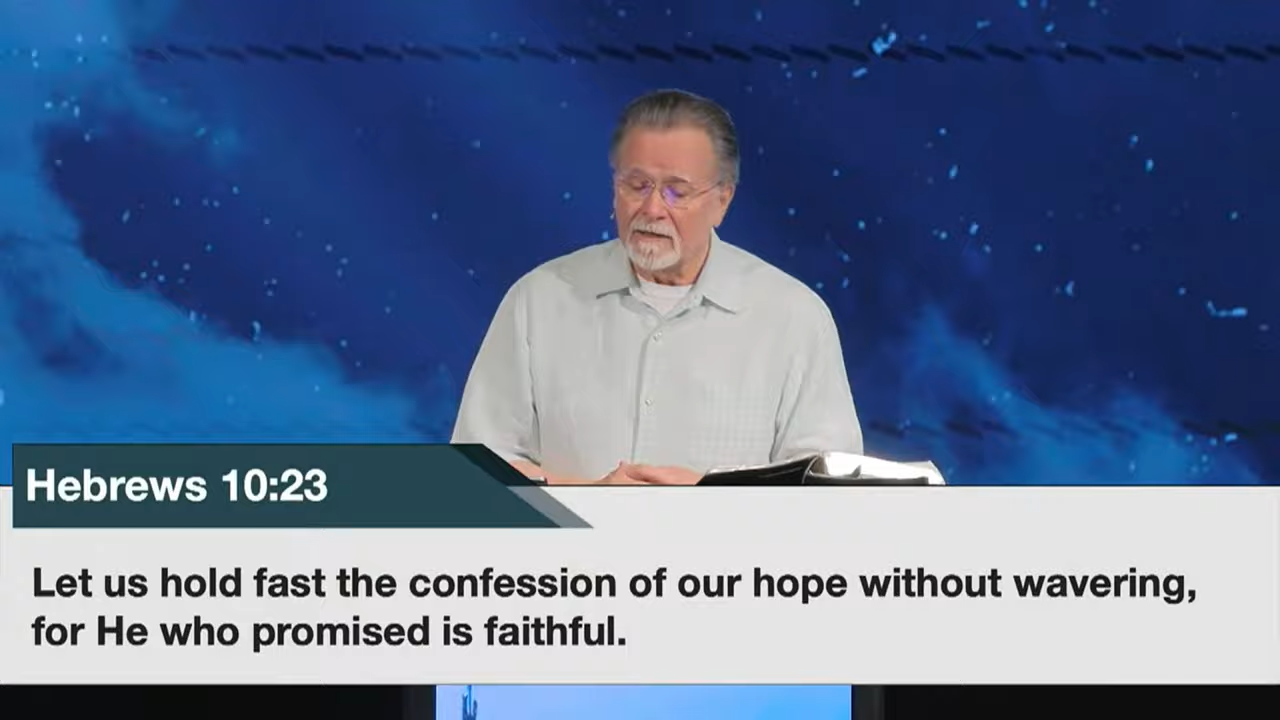 Hebrews 10:23
Let us hold fast the confession of our hope without wavering,
for He who promised is faithful.